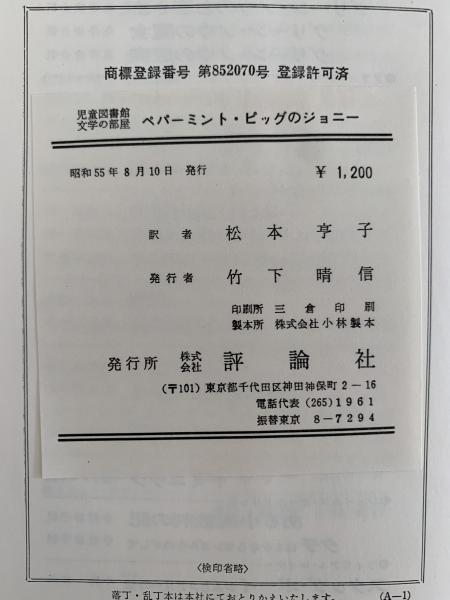 商標登録番号 第852070号 登録許可済
児童図書館
文学の部屋
ペパーミント・ピッグのジョニー
昭和55年8月10日 発行
¥ 1,200
訳者 松本亨子
発行者 竹下晴信
印刷所 三倉印刷
製本所 株式会社小林製本
発行所 株式会社 評論社
(〒101)東京都千代田区神田神保町2-16
電話代表(265)1961
振替東京 8-7294
〈検印省略〉
落丁・乱丁本は本社にておとりかえいたします。 (A-1)